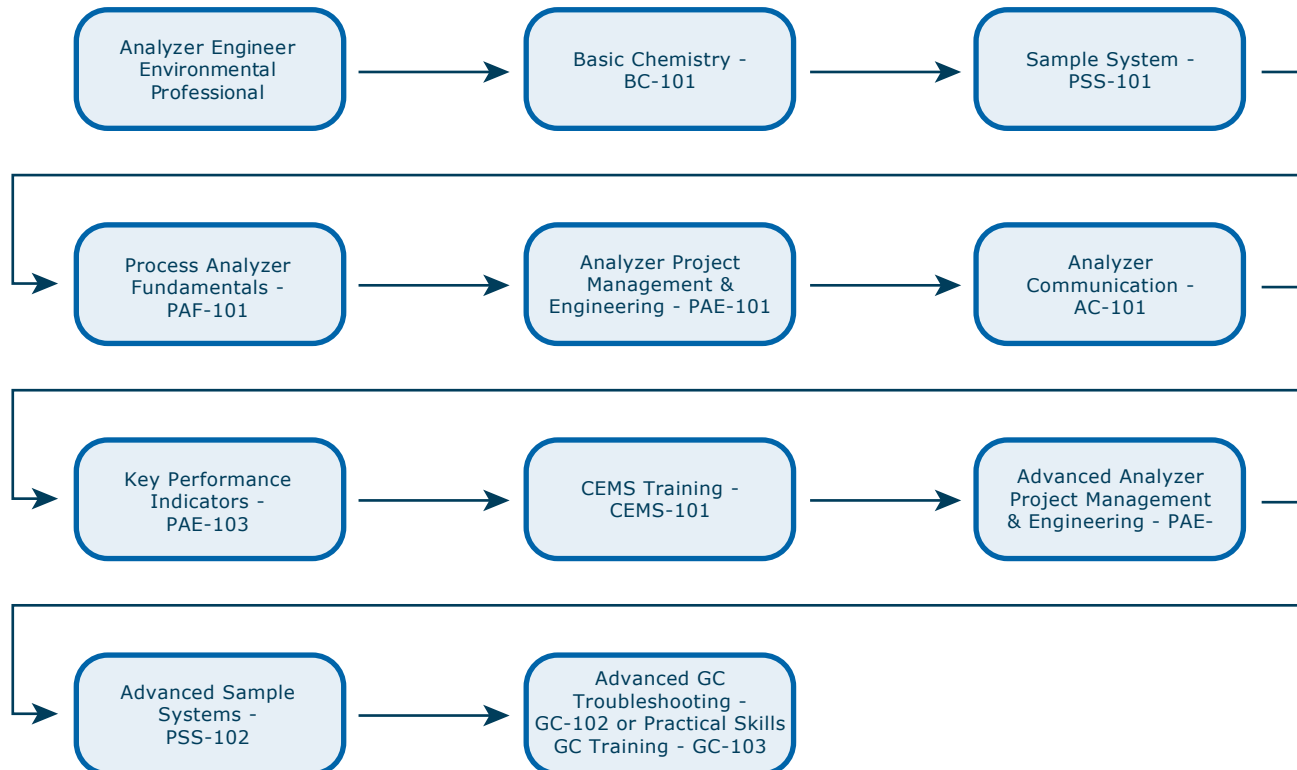 Analyzer Engineer
Environmental
Professional
Basic Chemistry -
BC-101
Sample System -
PSS-101
Process Analyzer
Fundamentals -
PAF-101
Analyzer Project
Management &
Engineering - PAE-101
Analyzer
Communication -
AC-101
Key Performance
Indicators -
PAE-103
CEMS Training -
CEMS-101
Advanced Analyzer
Project Management
& Engineering - PAE-
Advanced Sample
Systems -
PSS-102
Advanced GC
Troubleshooting -
GC-102 or Practical Skills
GC Training - GC-103